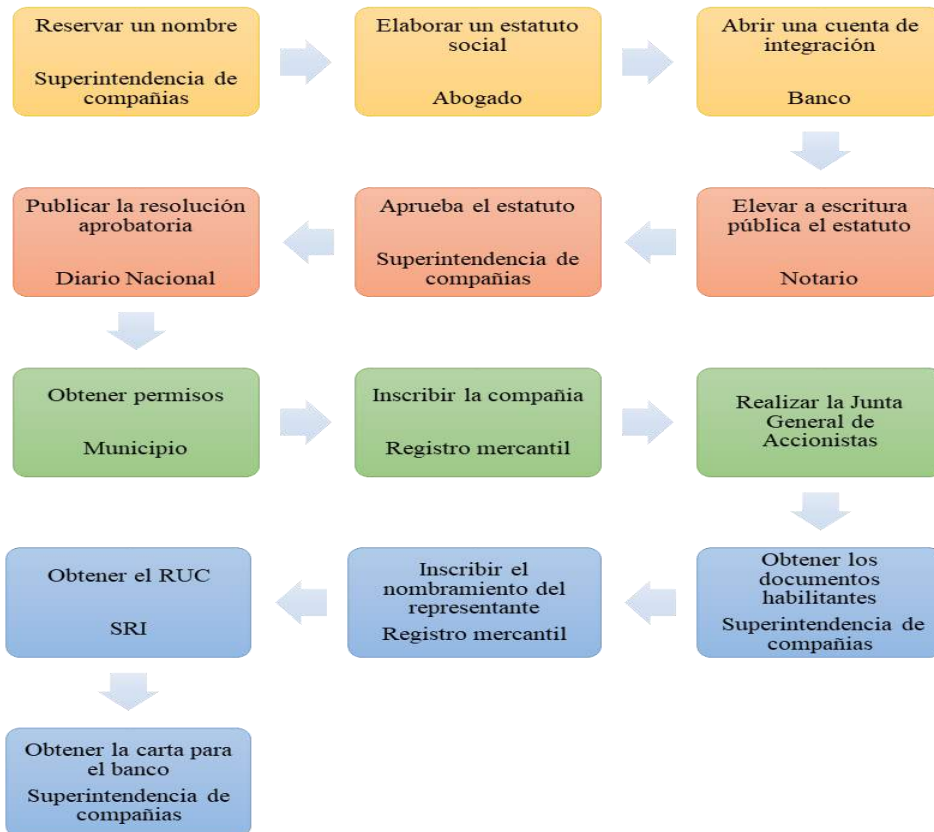 Reservar un nombre
Superintendencia de
compañias
Elaborar un estatuto
social
Abogado
Abrir una cuenta de
integración
Banco
Elevar a escritura
pública el estatuto
Notario
Aprueba el estatuto
Superintendencia de
compañias
Publicar la resolución
aprobatoria
Diario Nacional
Obtener permisos
Municipio
Inscribir la compañia
Registro mercantil
Realizar la Junta
General de
Accionistas
Obtener los
documentos
habilitantes
Superintendencia de
compañias
Inscribir el
nombramiento del
representante
Registro mercantil
Obtener el RUC
SRI
Obtener la carta para
el banco
Superintendencia de
compañias